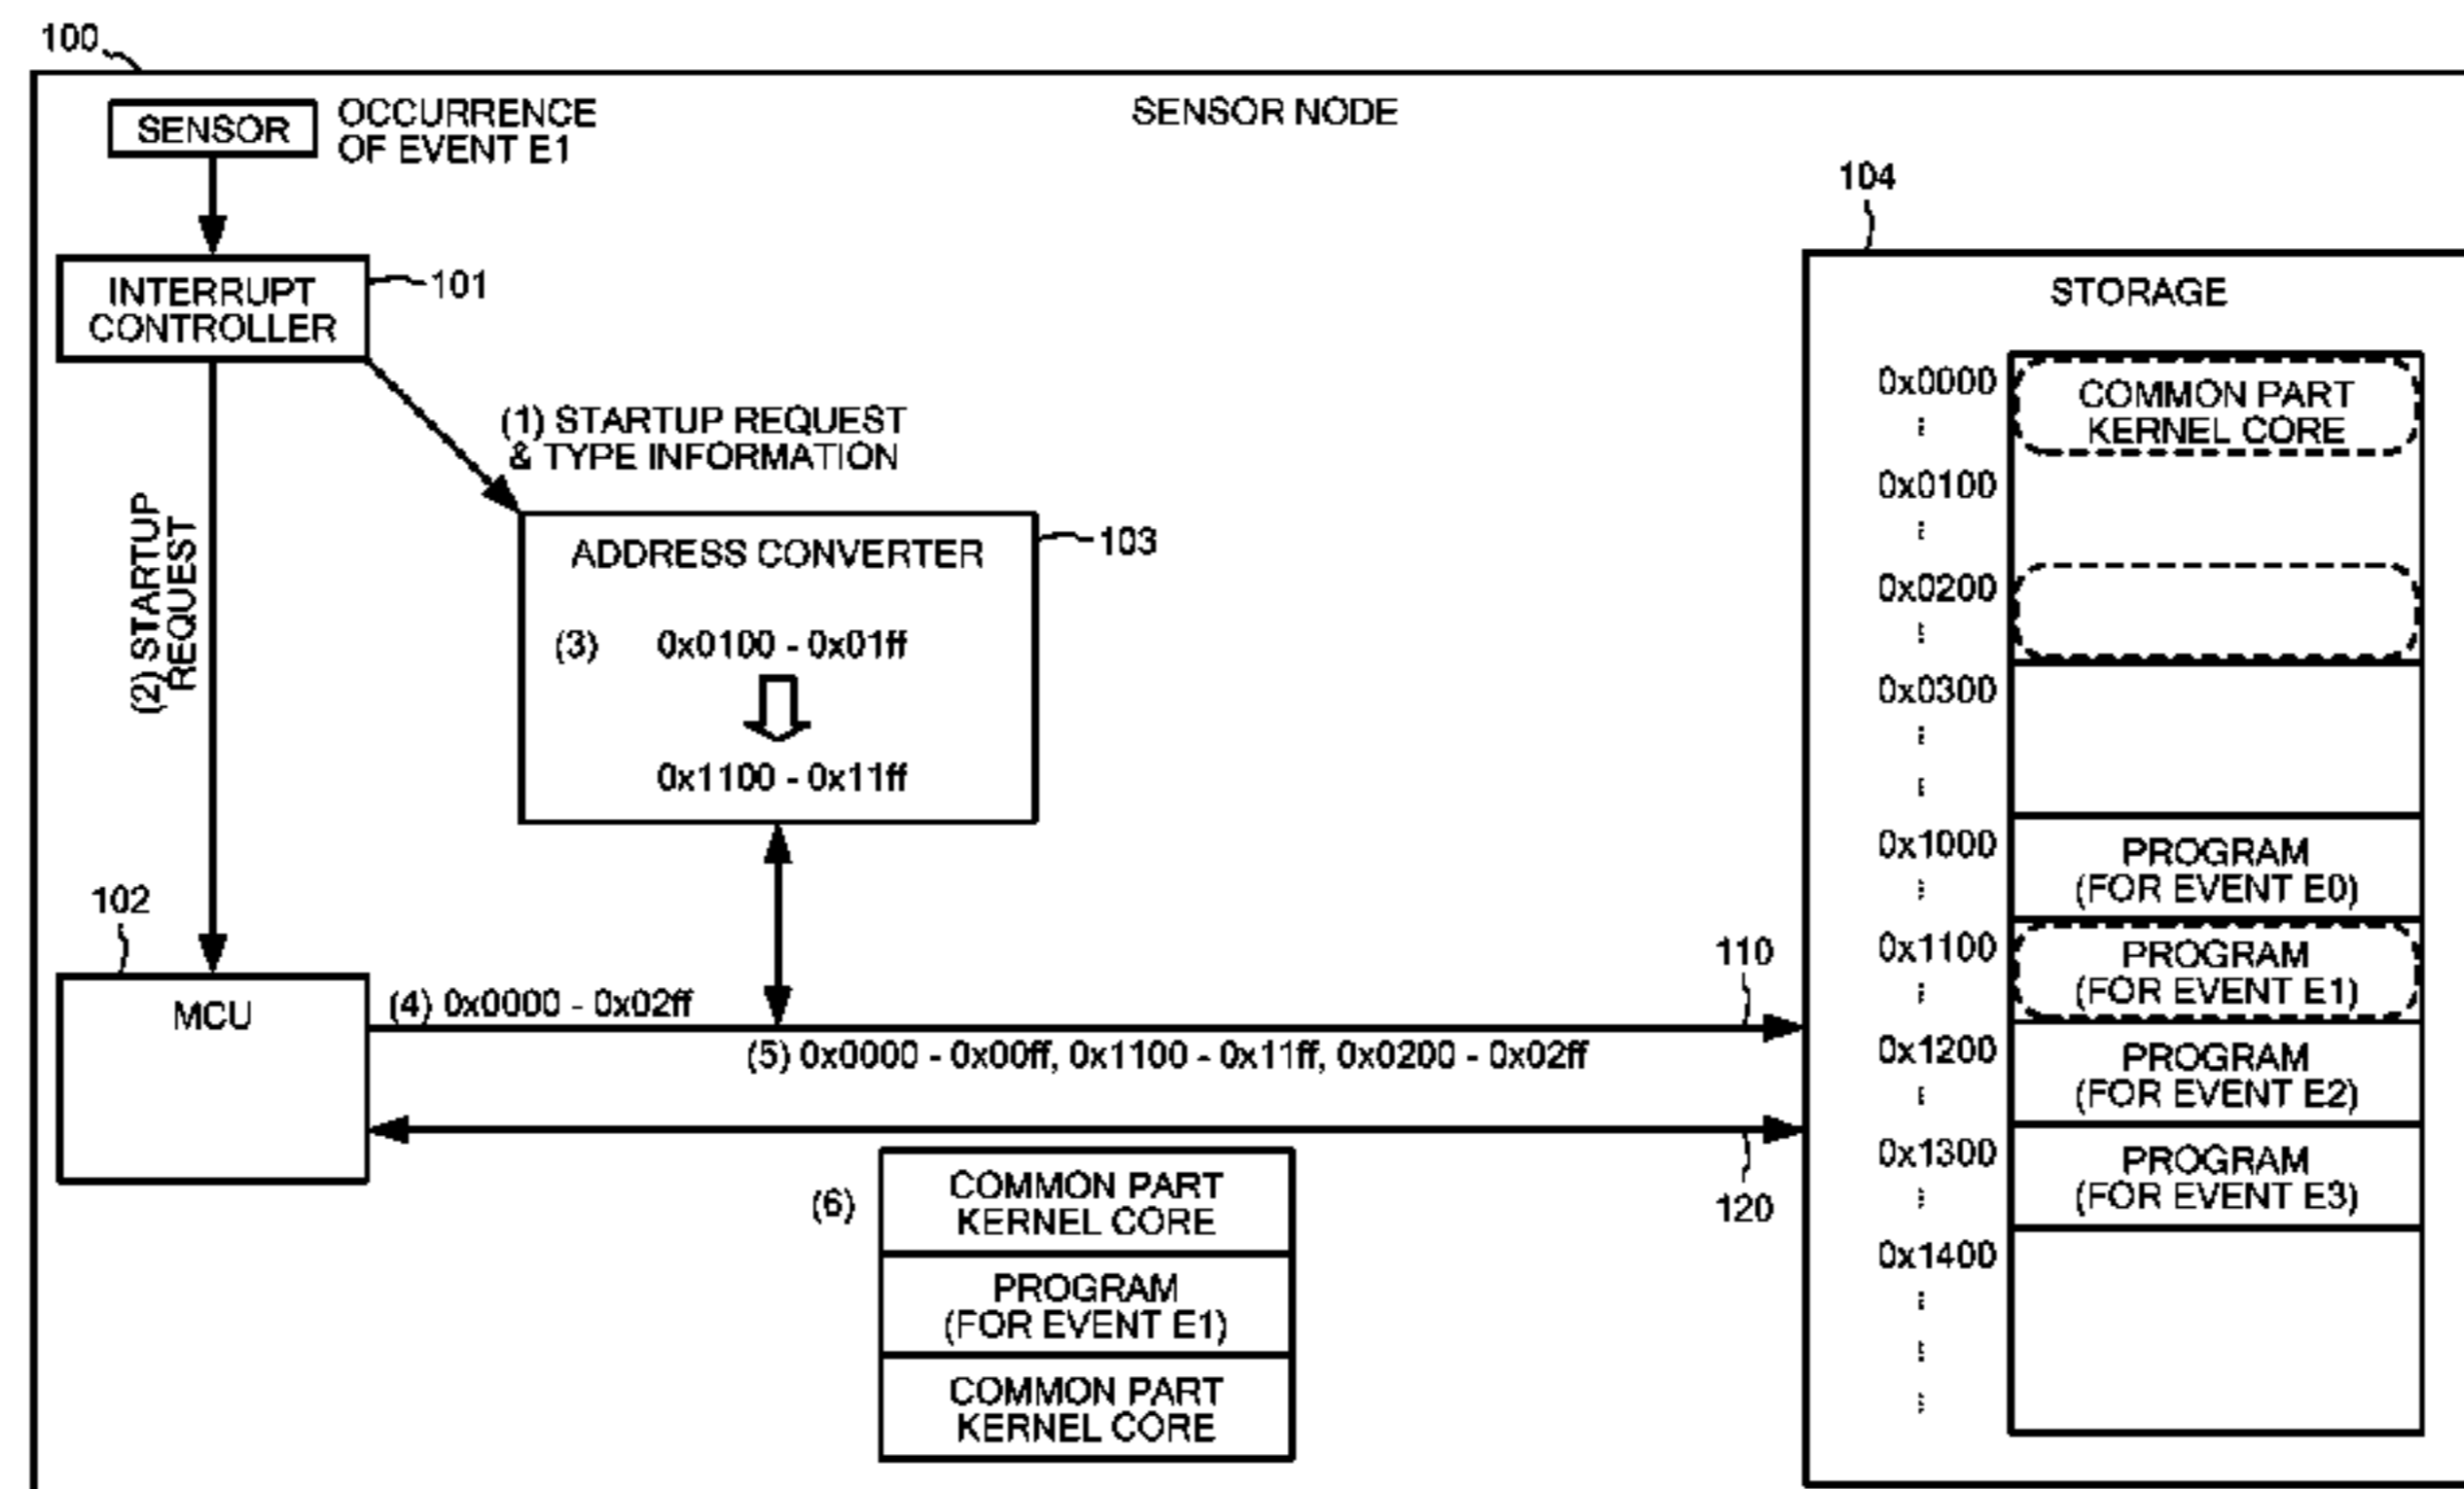 100
SENSOR
OCCURRENCE
OF EVENT E1
SENSOR NODE
104
INTERRUPT
CONTROLLER
101
STORAGE
(1) STARTUP REQUEST
& TYPE INFORMATION
(2) STARTUP
REQUEST
ADDRESS CONVERTER
103
(3) 0x0100 - 0x01ff
0x1100 - 0x11ff
102
MCU
(4) 0x0000 - 0x02ff
110
(5) 0x0000 - 0x00ff, 0x1100 - 0x11ff, 0x0200 - 0x02ff
120
(6)
COMMON PART
KERNEL CORE
PROGRAM
(FOR EVENT E1)
COMMON PART
KERNEL CORE
0x0000
COMMON PART
KERNEL CORE
0x0100
0x0200
0x0300
0x1000
PROGRAM
(FOR EVENT E0)
0x1100
PROGRAM
(FOR EVENT E1)
0x1200
PROGRAM
(FOR EVENT E2)
0x1300
PROGRAM
(FOR EVENT E3)
0x1400